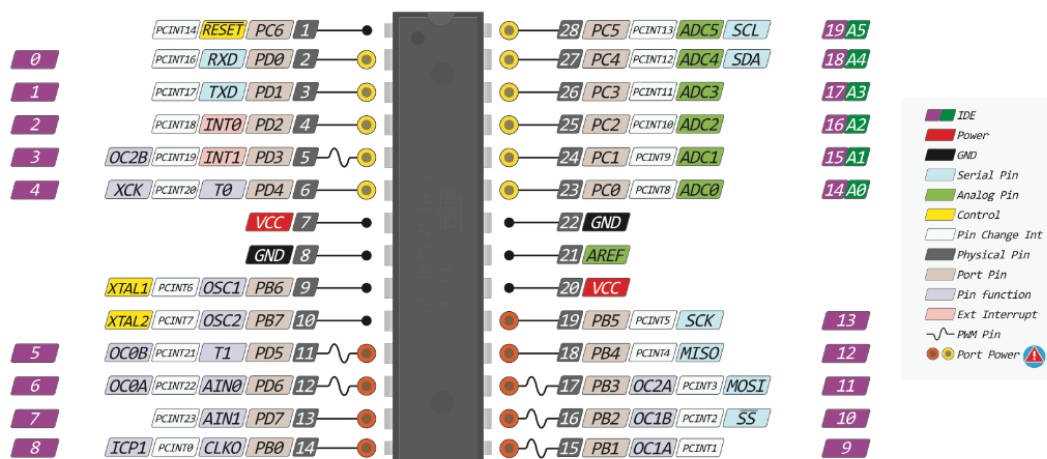 PCINT14 RESET PC6 1 28 PC5 PCINT13 ADC5 SCL 19 A5
0 PCINT16 RXD PD0 2 27 PC4 PCINT12 ADC4 SDA 18 A4
1 PCINT17 TXD PD1 3 26 PC3 PCINT11 ADC3 17 A3
2 PCINT18 INT0 PD2 4 25 PC2 PCINT10 ADC2 16 A2
3 OC2B PCINT19 INT1 PD3 5 24 PC1 PCINT9 ADC1 15 A1
4 XCK PCINT20 T0 PD4 6 23 PC0 PCINT8 ADC0 14 A0
VCC 7 22 GND
GND 8 21 AREF
XTAL1 PCINT6 OSC1 PB6 9 20 VCC
XTAL2 PCINT7 OSC2 PB7 10 19 PB5 PCINT5 SCK 13
5 OC0B PCINT21 T1 PD5 11 18 PB4 PCINT4 MISO 12
6 OC0A PCINT22 AIN0 PD6 12 17 PB3 OC2A PCINT3 MOSI 11
7 PCINT23 AIN1 PD7 13 16 PB2 OC1B PCINT2 SS 10
8 ICP1 PCINT0 CLKO PB0 14 15 PB1 OC1A PCINT1 9
IDE
Power
GND
Serial Pin
Analog Pin
Control
Pin Change Int
Physical Pin
Port Pin
Pin function
Ext Interrupt
PWM Pin
Port Power